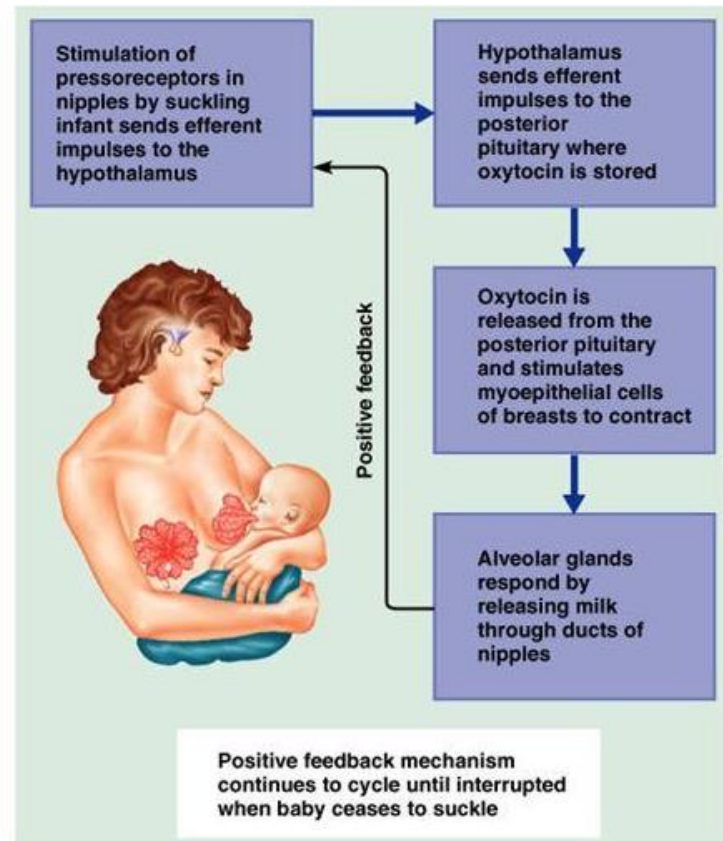 Stimulation of
pressoreceptors in
nipples by suckling
infant sends efferent
impulses to the
hypothalamus
Hypothalamus
sends efferent
impulses to the
posterior
pituitary where
oxytocin is stored
Oxytocin is
released from the
posterior pituitary
and stimulates
myoepithelial cells
of breasts to contract
Alveolar glands
respond by
releasing milk
through ducts of
nipples
Positive feedback
Positive feedback mechanism
continues to cycle until interrupted
when baby ceases to suckle